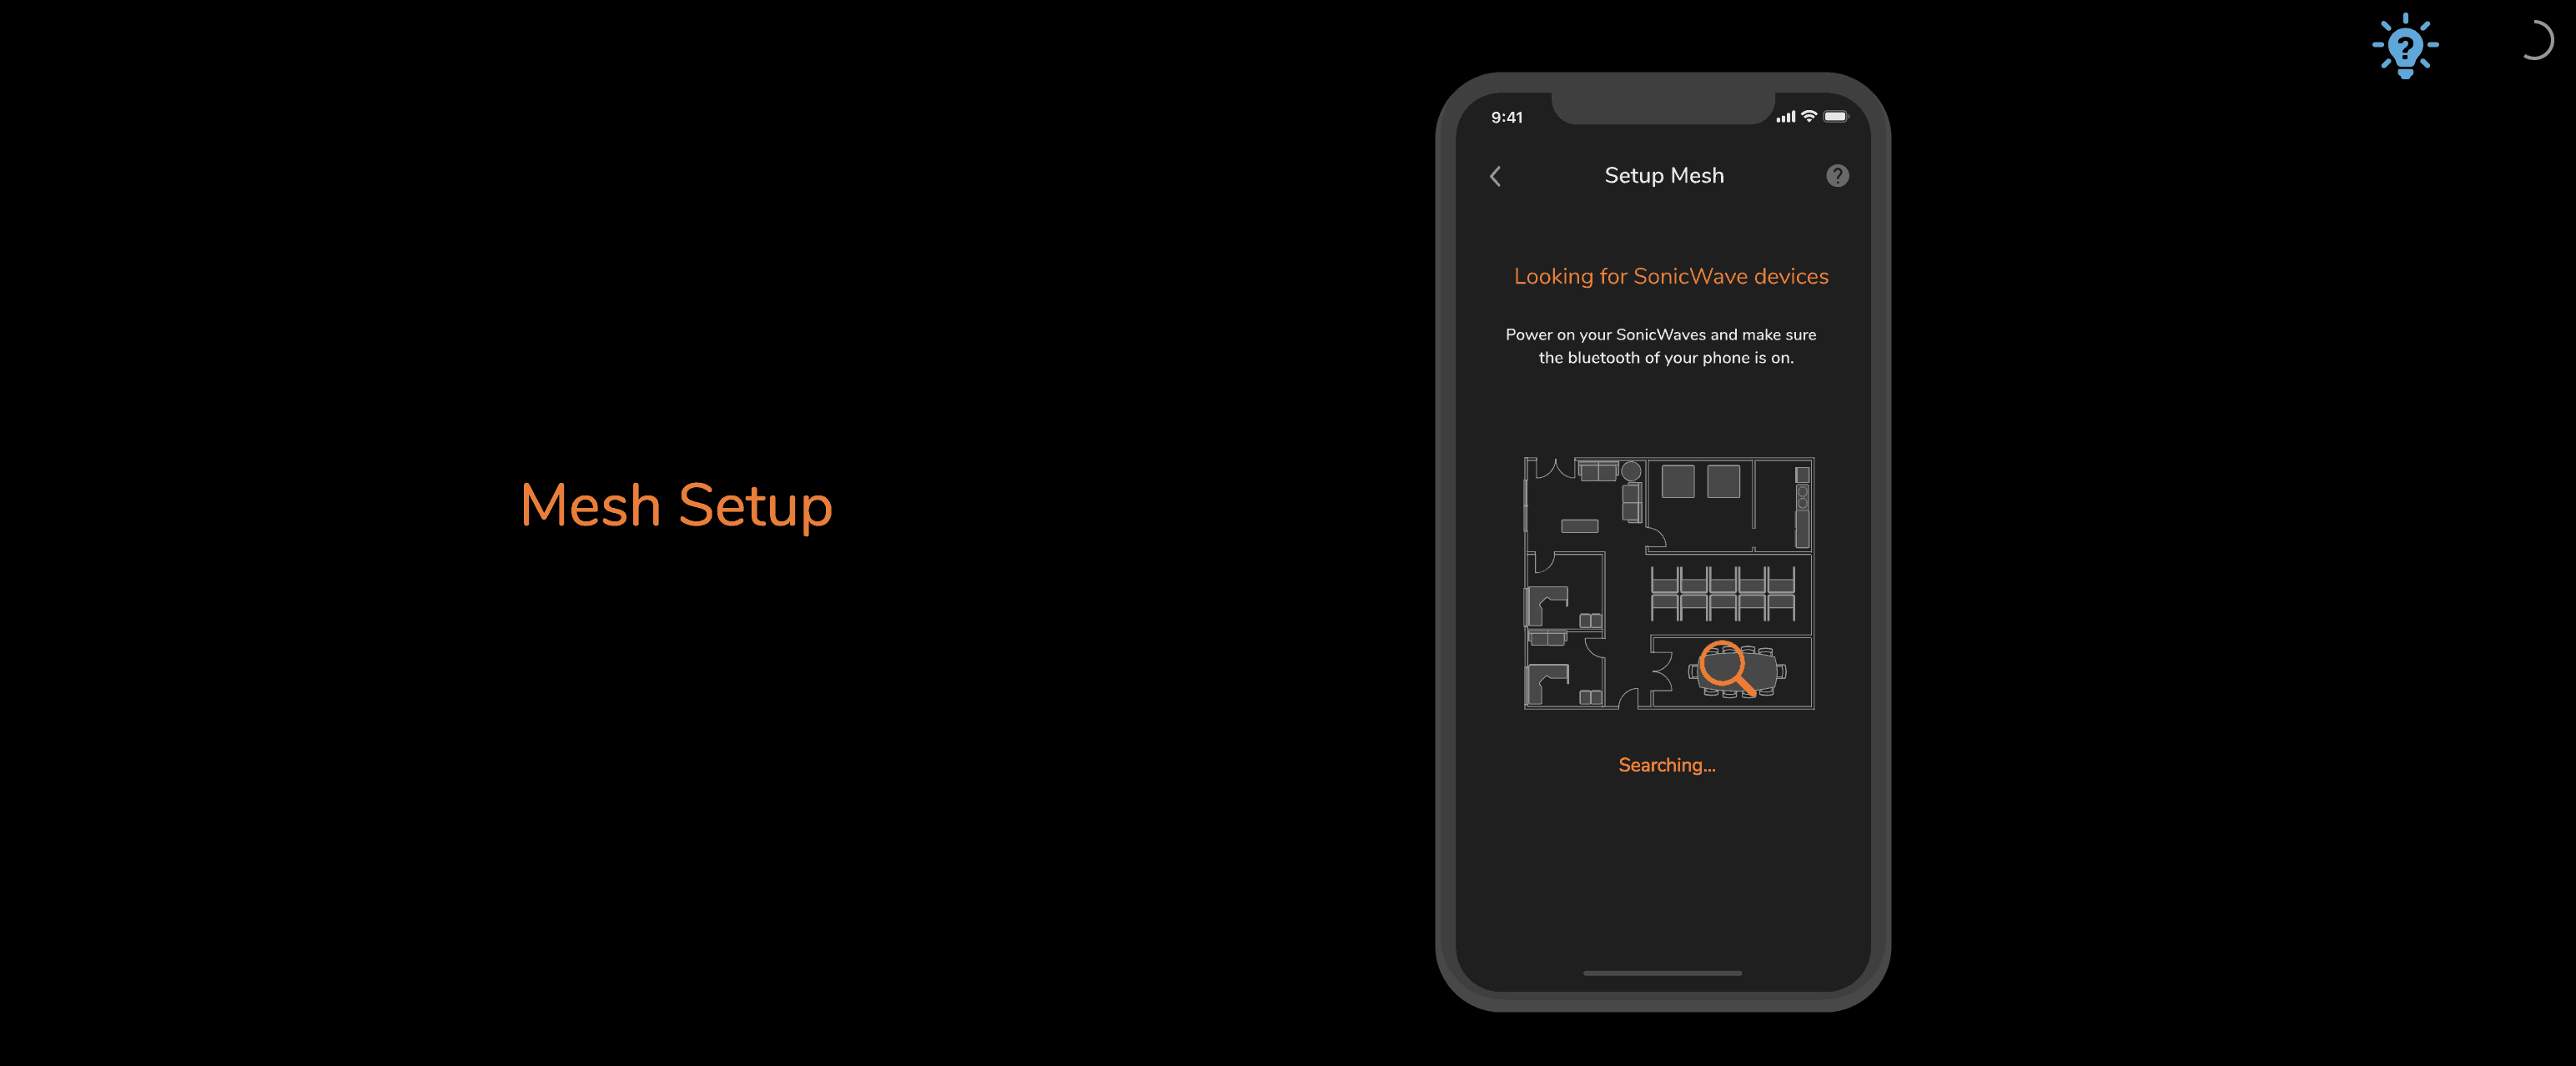 Mesh Setup
9:41
Setup Mesh
?
Looking for SonicWave devices
Power on your SonicWaves and make sure
the bluetooth of your phone is on.
Searching...
?